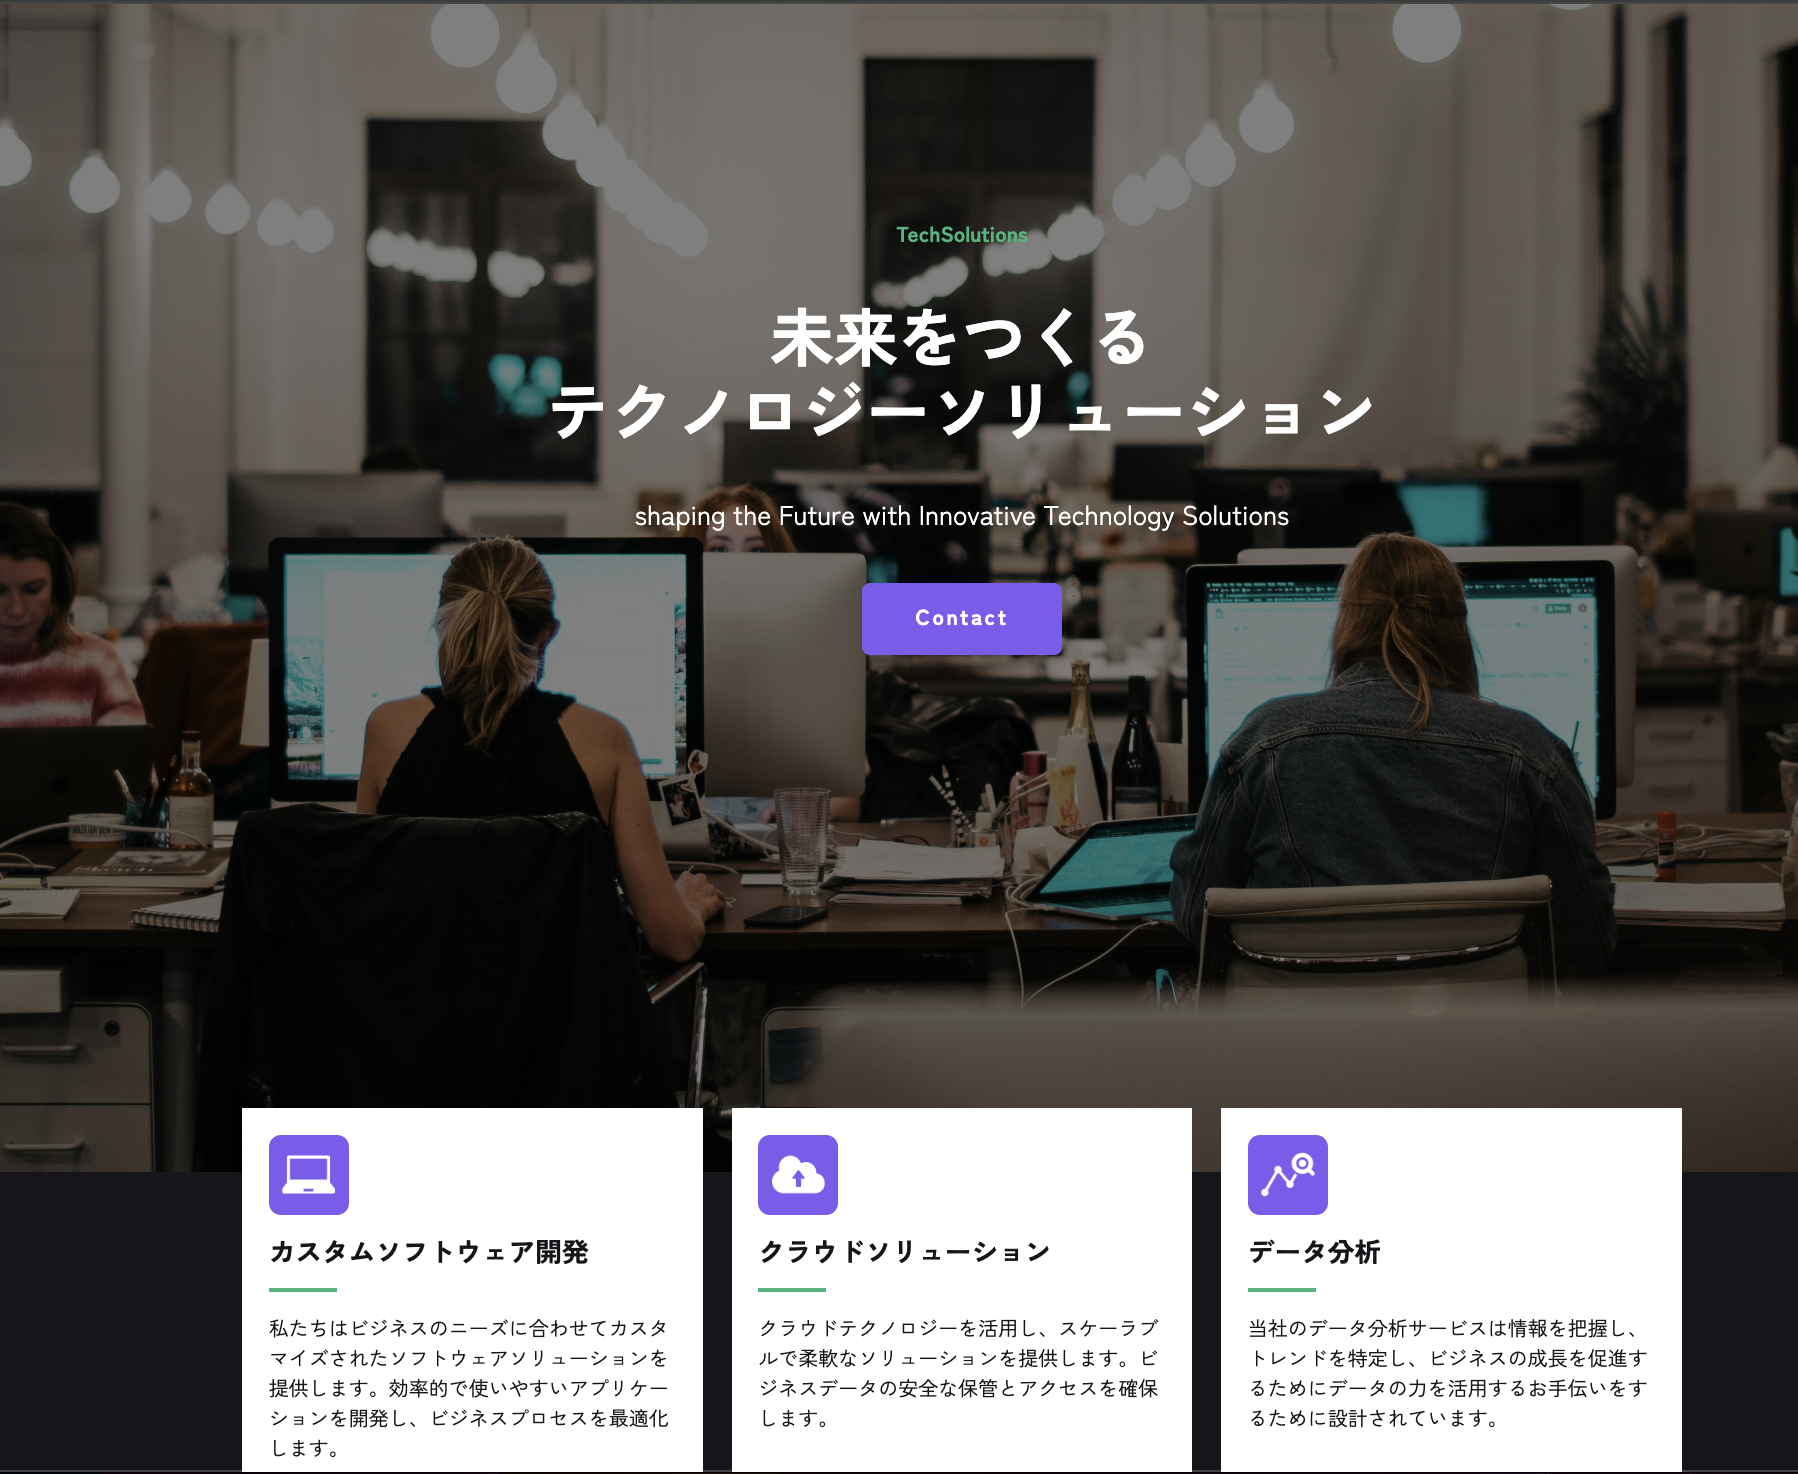 TechSolutions
未来をつくる
テクノロジーソリューション
shaping the Future with Innovative Technology Solutions
Contact
カスタムソフトウェア開発
私たちはビジネスのニーズに合わせてカスタ
マイズされたソフトウェアソリューションを
提供します。効率的で使いやすいアプリケー
ションを開発し、ビジネスプロセスを最適化
します。
クラウドソリューション
クラウドテクノロジーを活用し、スケーラブ
ルで柔軟なソリューションを提供します。ビ
ジネスデータの安全な保管とアクセスを確保
します。
データ分析
当社のデータ分析サービスは情報を把握し、
トレンドを特定し、ビジネスの成長を促進す
るためにデータの力を活用するお手伝いをす
るために設計されています。